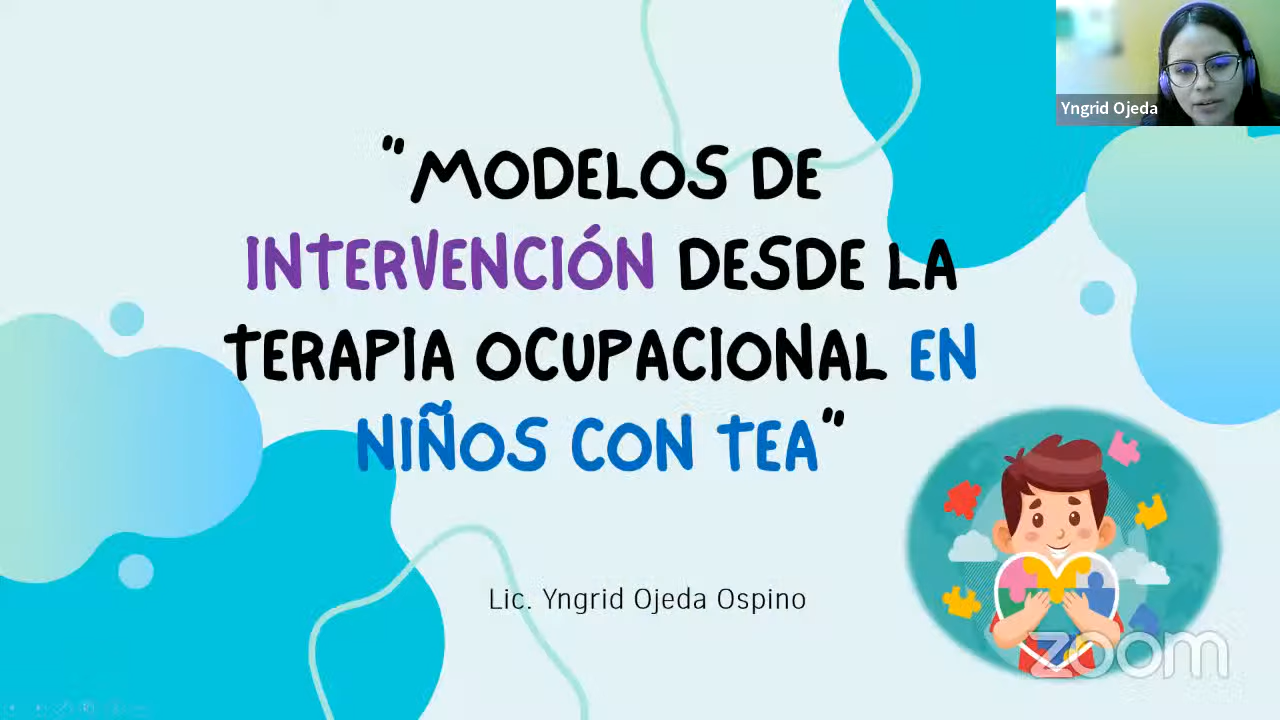 Yngrid Ojeda
"MODELOS DE
INTERVENCIÓN DESDE LA
TERAPIA OCUPACIONAL EN
NIÑOS CON TEA"
Lic. Yngrid Ojeda Ospino
zoom